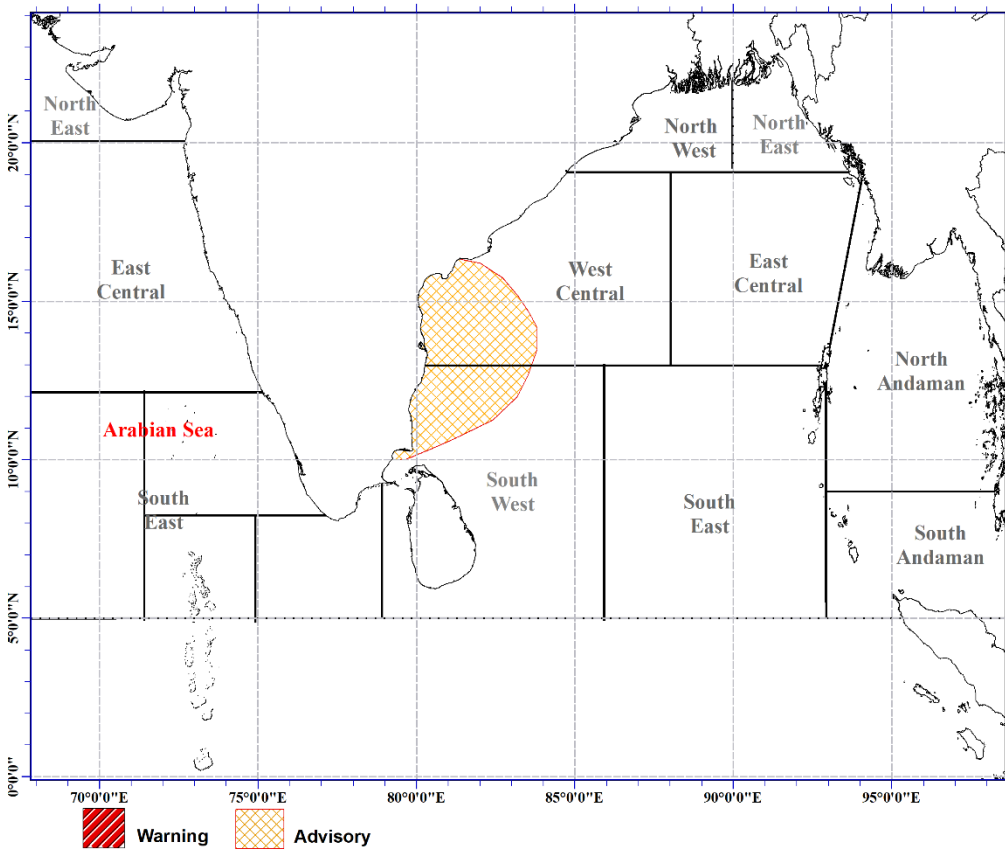 North
East
North
West
North
East
20°0'0"N
East
Central
West
Central
East
Central
15°0'0"N
North
Andaman
Arabian Sea
10°0'0"N
South
East
South
West
South
East
South
Andaman
5°0'0"N
0°0'0"
70°0'0"E
75°0'0"E
80°0'0"E
85°0'0"E
90°0'0"E
95°0'0"E
Warning
Advisory